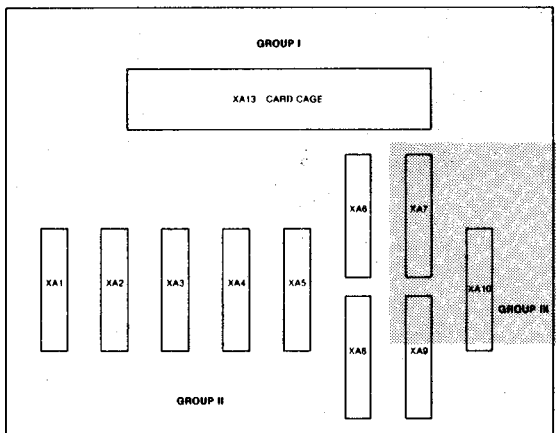 GROUP I
XA13 CARD CAGE
XA6
XA7
XA1
XA2
XA3
XA4
XA5
XA10
GROUP III
XA8
XA9
GROUP II